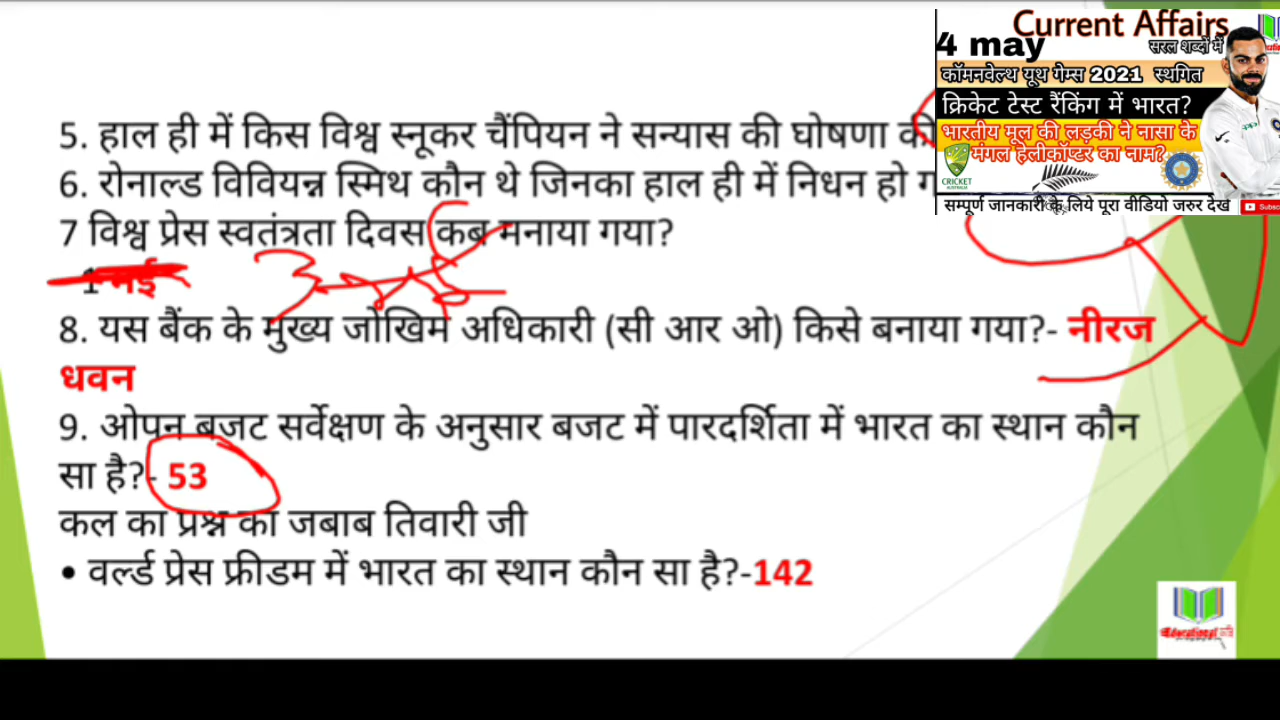 Current Affairs
4 may
सरल शब्दों में
कॉमनवेल्थ यूथ गेम्स 2021 स्थगित
क्रिकेट टेस्ट रैंकिंग में भारत?
भारतीय मूल की लड़की ने नासा के
मंगल हेलीकॉप्टर का नाम?
CRICKET
AUSTRALIA
सम्पूर्ण जानकारी के लिये पूरा वीडियो जरुर देखे
5. हाल ही में किस विश्व स्नूकर चैंपियन ने सन्यास की घोषणा की
6. रोनाल्ड विवियन्न स्मिथ कौन थे जिनका हाल ही में निधन हो
7 विश्व प्रेस स्वतंत्रता दिवस कब मनाया गया?
1 मई
3 मई
8. यस बैंक के मुख्य जोखिम अधिकारी (सी आर ओ) किसे बनाया गया?- नीरज
धवन
9. ओपन बजट सर्वेक्षण के अनुसार बजट में पारदर्शिता में भारत का स्थान कौन
सा है?- 53
कल का प्रश्न का जबाब तिवारी जी
• वर्ल्ड प्रेस फ्रीडम में भारत का स्थान कौन सा है?-142
Educational